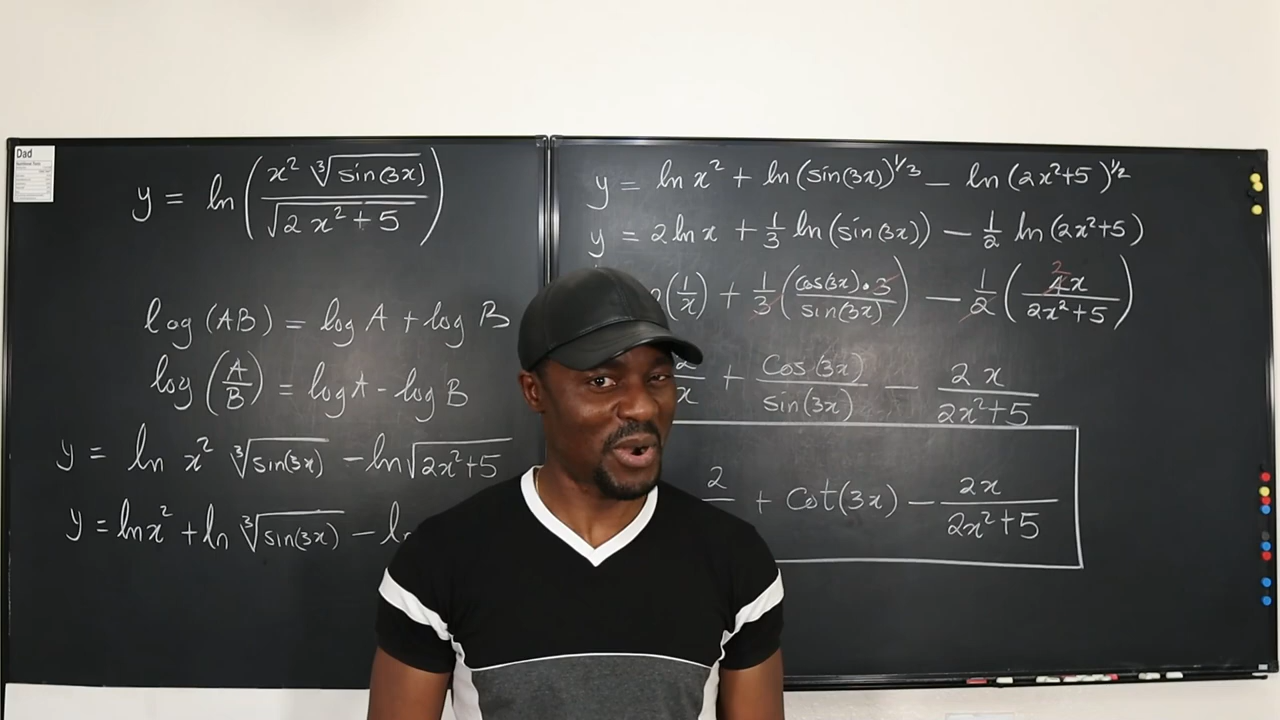 Dad
y = ln(x² ∛sin(3x) / √2x²+5)
log(AB) = log A + log B
log(A/B) = log A - log B
y = ln x² ∛sin(3x) - ln√2x²+5
y = ln x² + ln ∛sin(3x) - ln
y = ln x² + ln(sin(3x))^1/3 - ln(2x²+5)^1/2
y = 2 ln x + 1/3 ln(sin(3x)) - 1/2 ln(2x²+5)
(1/x) + 1/3(cos(3x)·3 / sin(3x)) - 1/2(4x / 2x²+5) 2
2/x + Cos(3x)/sin(3x) - 2x/2x²+5
2 + Cot(3x) - 2x/2x²+5